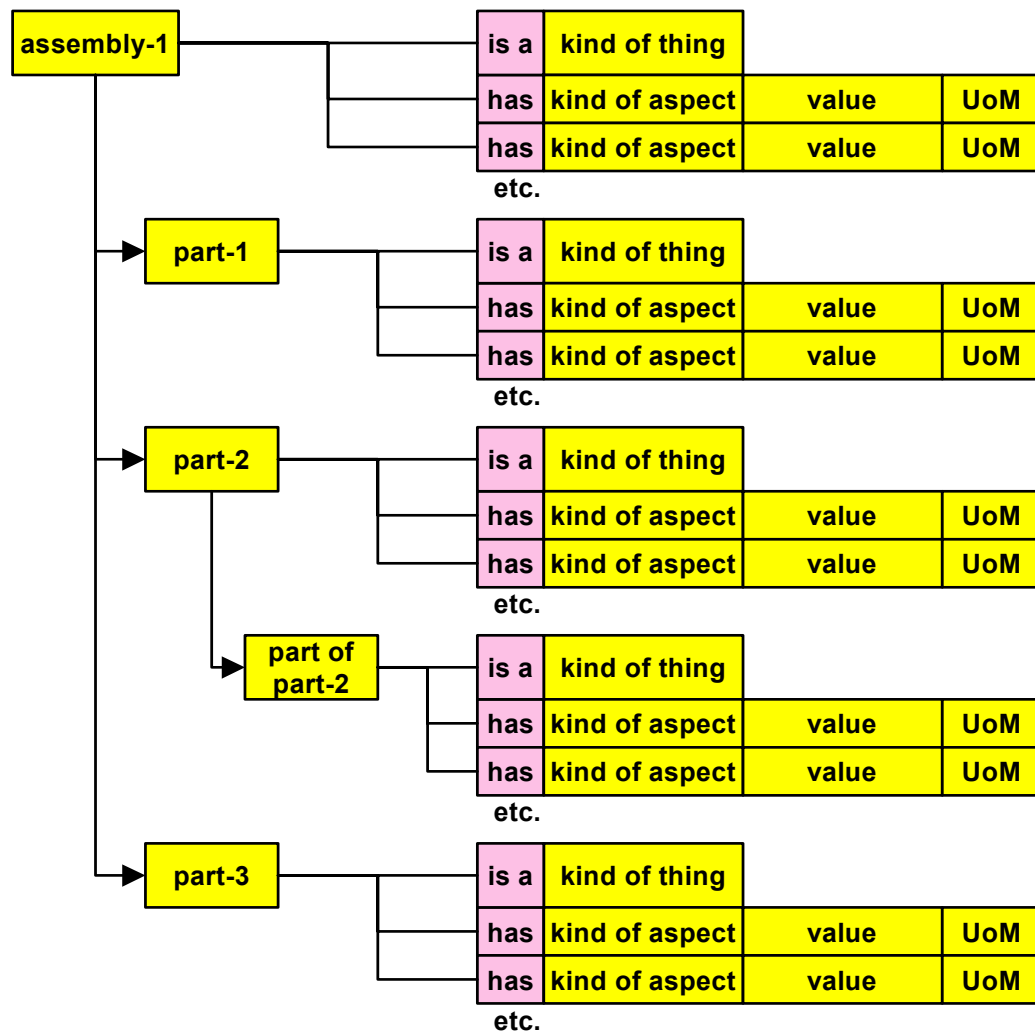 assembly-1 is a kind of thing
has kind of aspect value UoM
has kind of aspect value UoM
etc.
part-1 is a kind of thing
has kind of aspect value UoM
has kind of aspect value UoM
etc.
part-2 is a kind of thing
has kind of aspect value UoM
has kind of aspect value UoM
etc.
part of
part-2 is a kind of thing
has kind of aspect value UoM
has kind of aspect value UoM
etc.
part-3 is a kind of thing
has kind of aspect value UoM
has kind of aspect value UoM
etc.